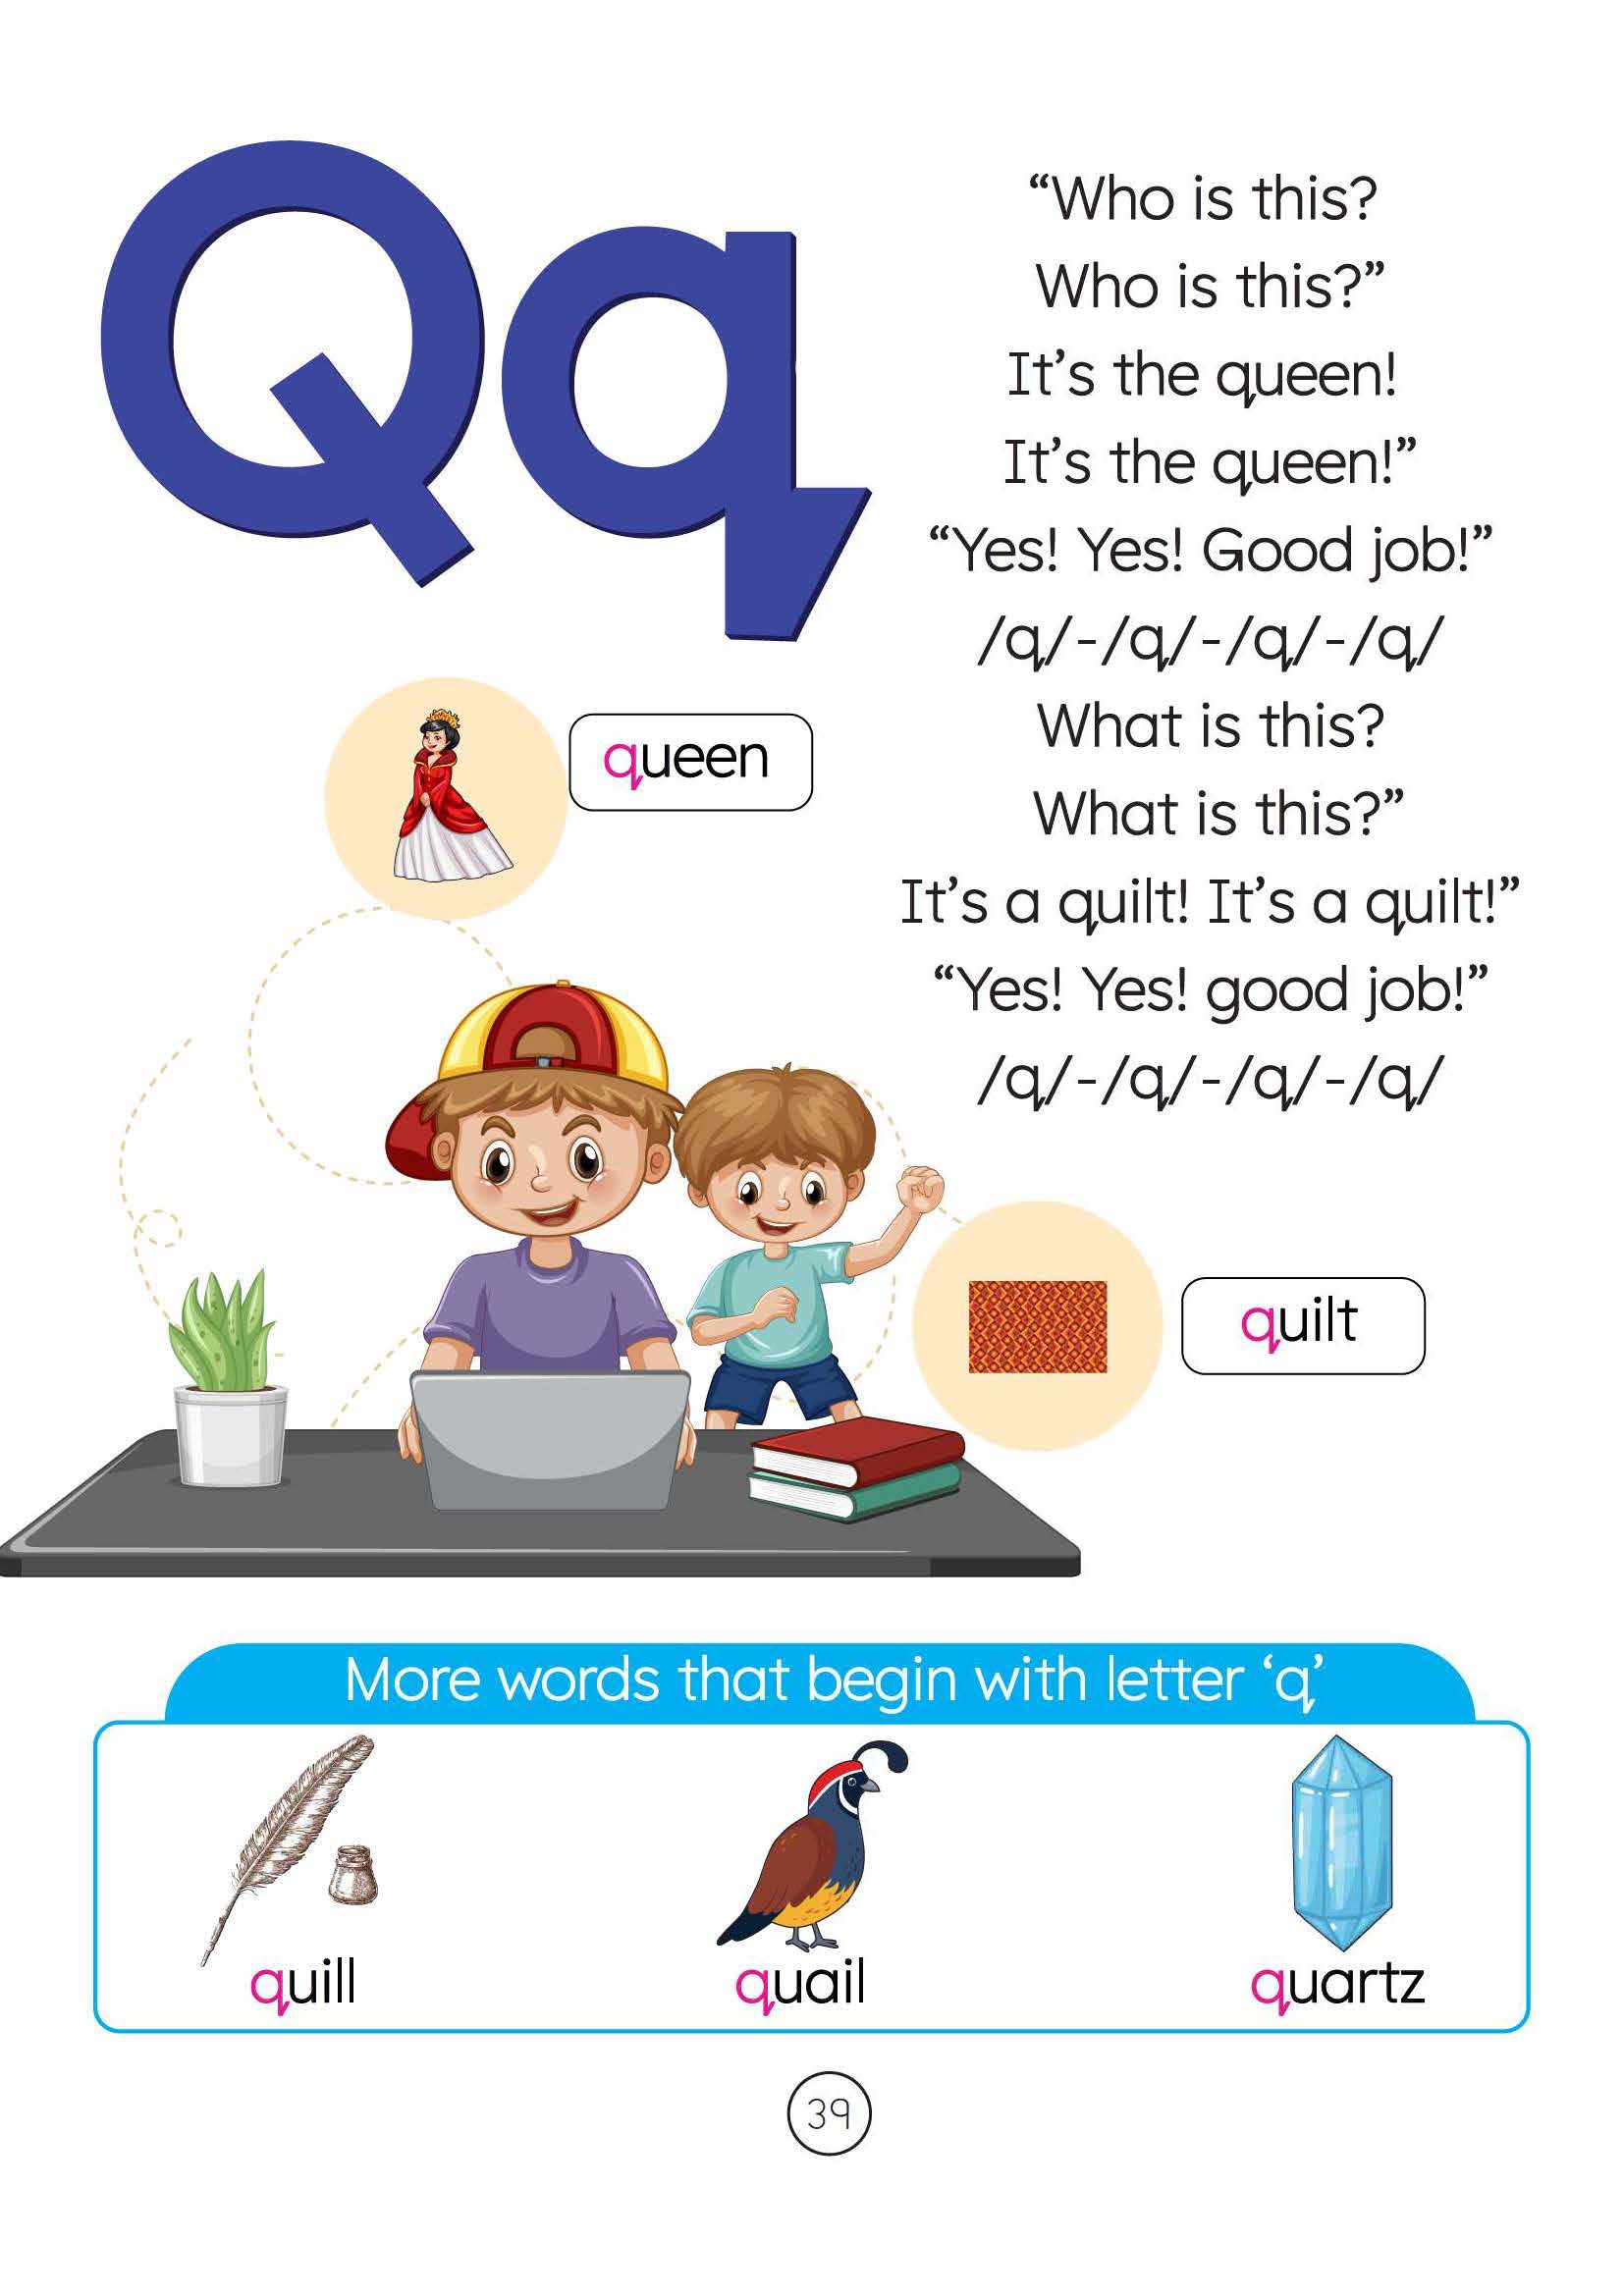 Qq
“Who is this?
Who is this?”
It’s the queen!
It’s the queen!”
“Yes! Yes! Good job!”
/q/-/q/-/q/-/q/
What is this?
What is this?”
It’s a quilt! It’s a quilt!”
“Yes! Yes! good job!”
/q/-/q/-/q/-/q/
queen
quilt
More words that begin with letter ‘q’
quill
quail
quartz
39